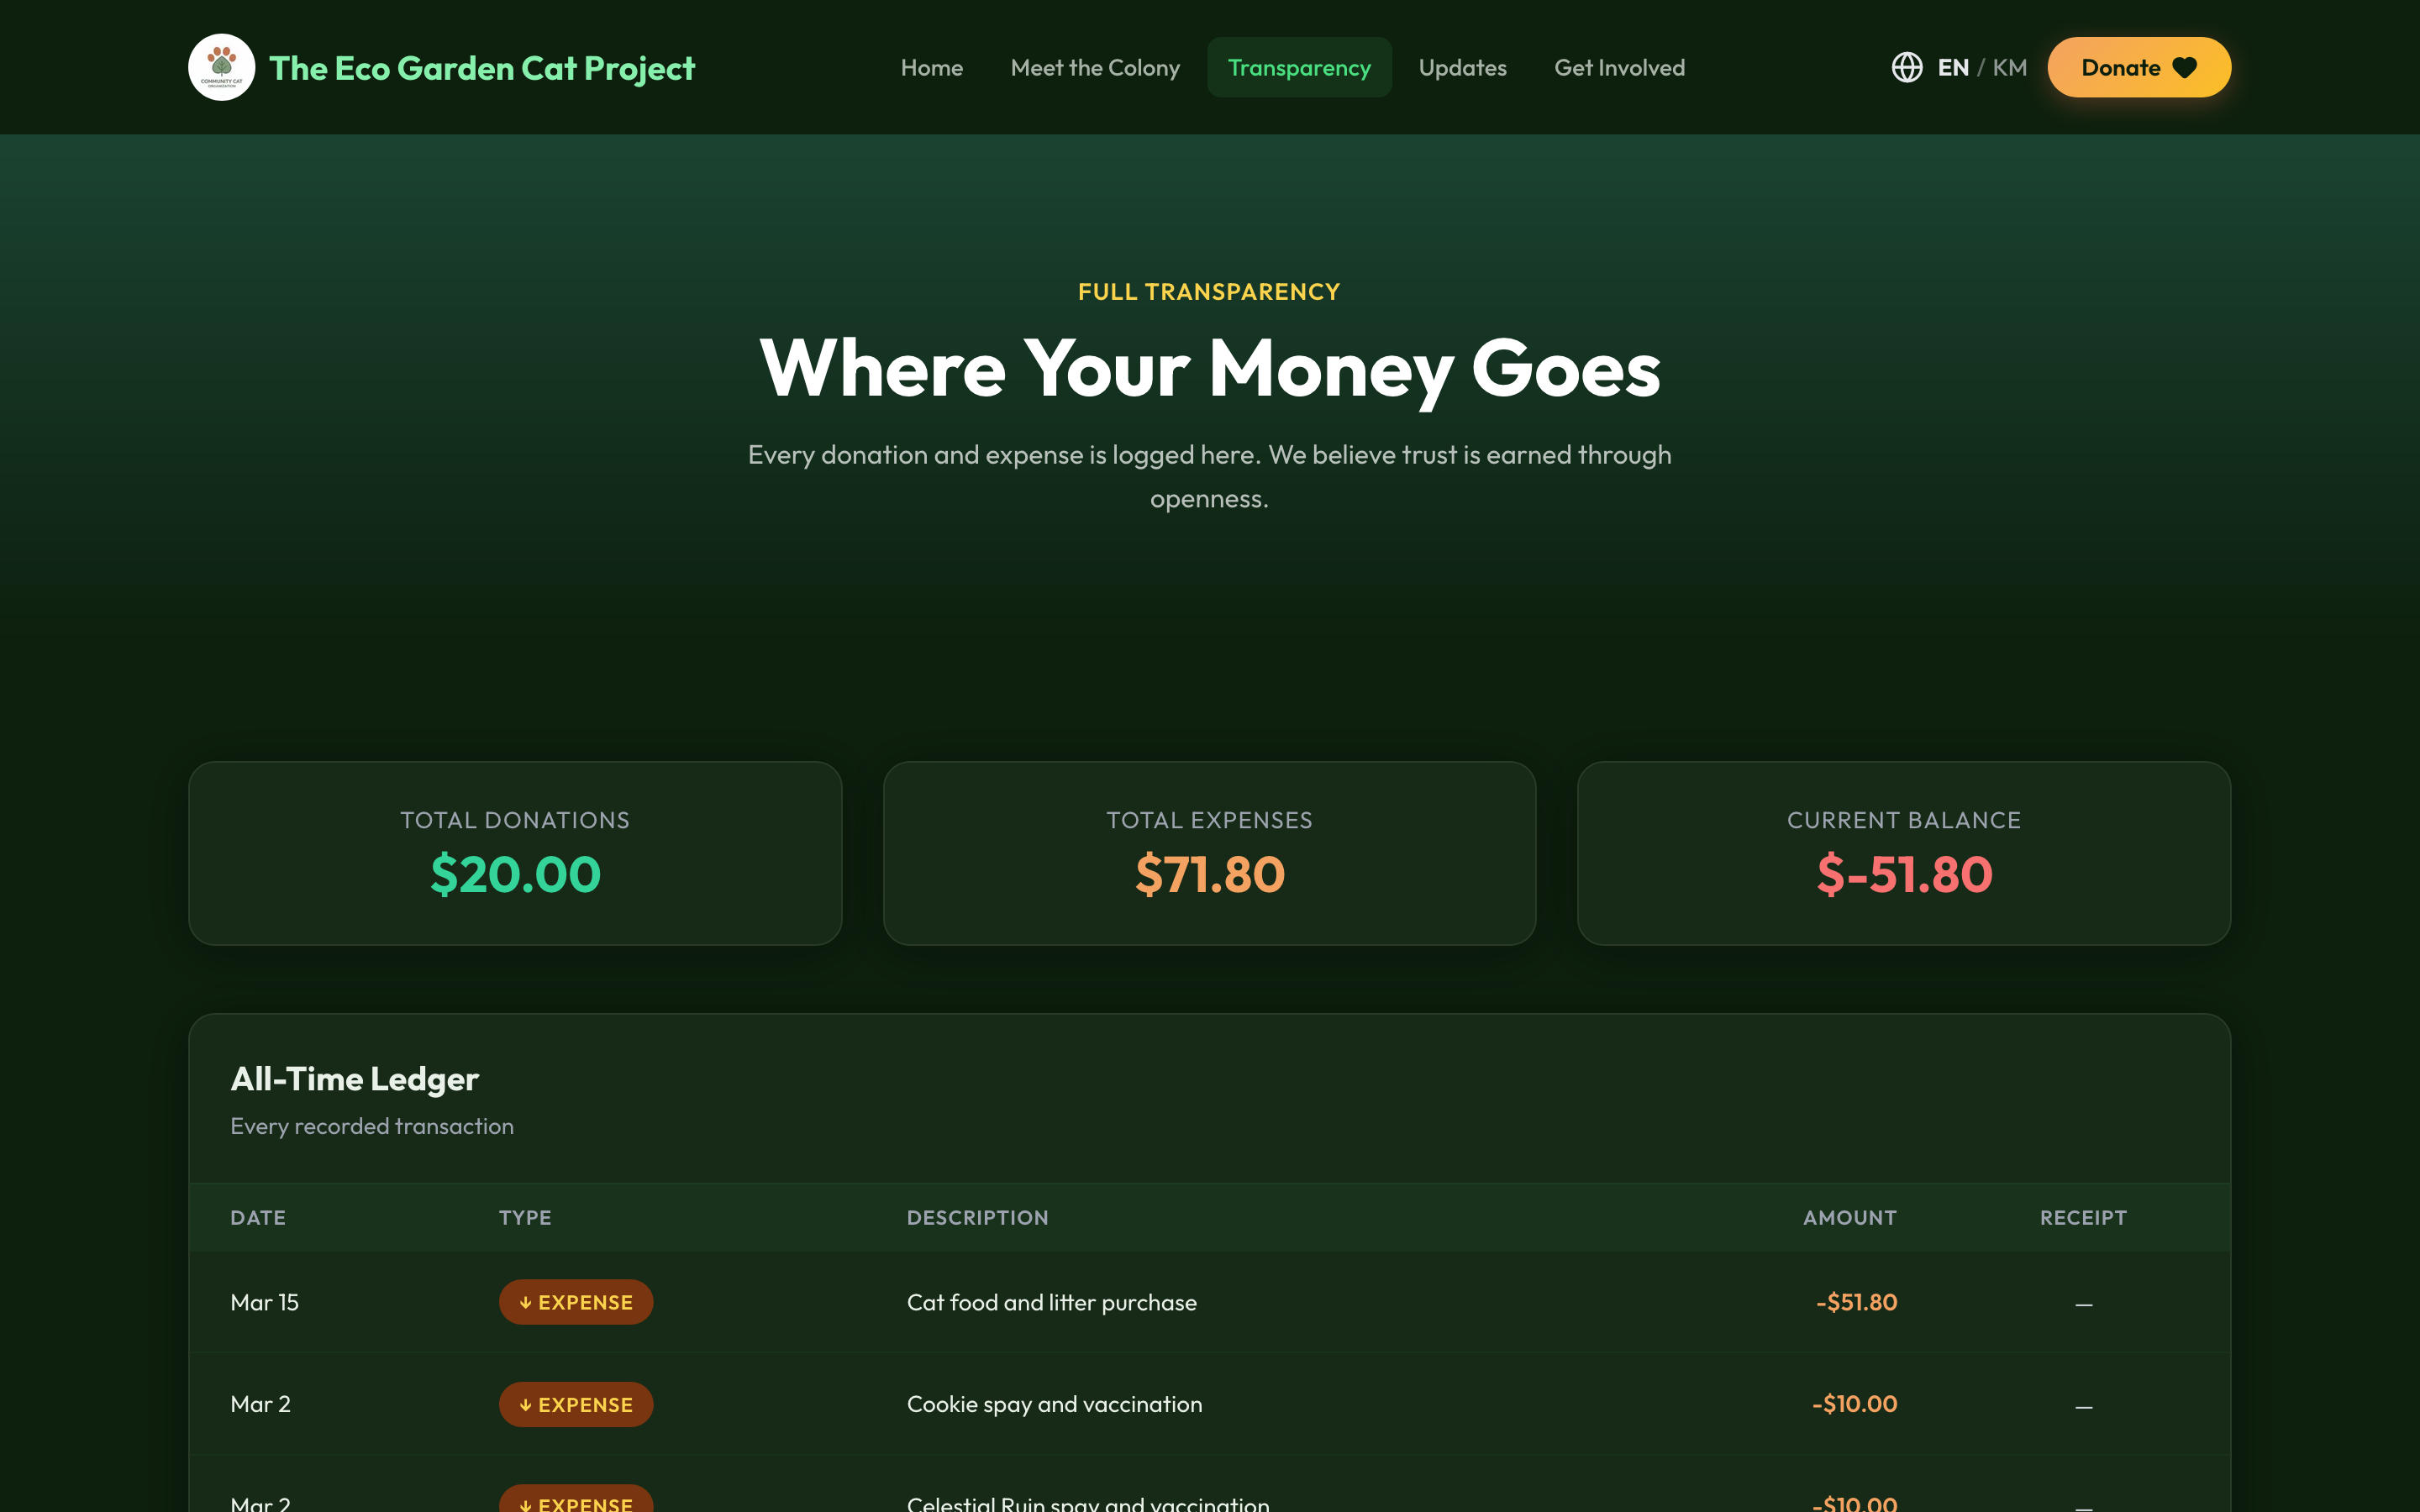 COMMUNITY CAT
ORGANIZATION
The Eco Garden Cat Project
Home
Meet the Colony
Transparency
Updates
Get Involved
EN / KM
Donate
FULL TRANSPARENCY
Where Your Money Goes
Every donation and expense is logged here. We believe trust is earned through
openness.
TOTAL DONATIONS
$20.00
TOTAL EXPENSES
$71.80
CURRENT BALANCE
$-51.80
All-Time Ledger
Every recorded transaction
DATE TYPE DESCRIPTION AMOUNT RECEIPT
Mar 15 ↓ EXPENSE Cat food and litter purchase -$51.80 —
Mar 2 ↓ EXPENSE Cookie spay and vaccination -$10.00 —
Mar 2 ↓ EXPENSE Celestial Ruin spay and vaccination -$10.00 —